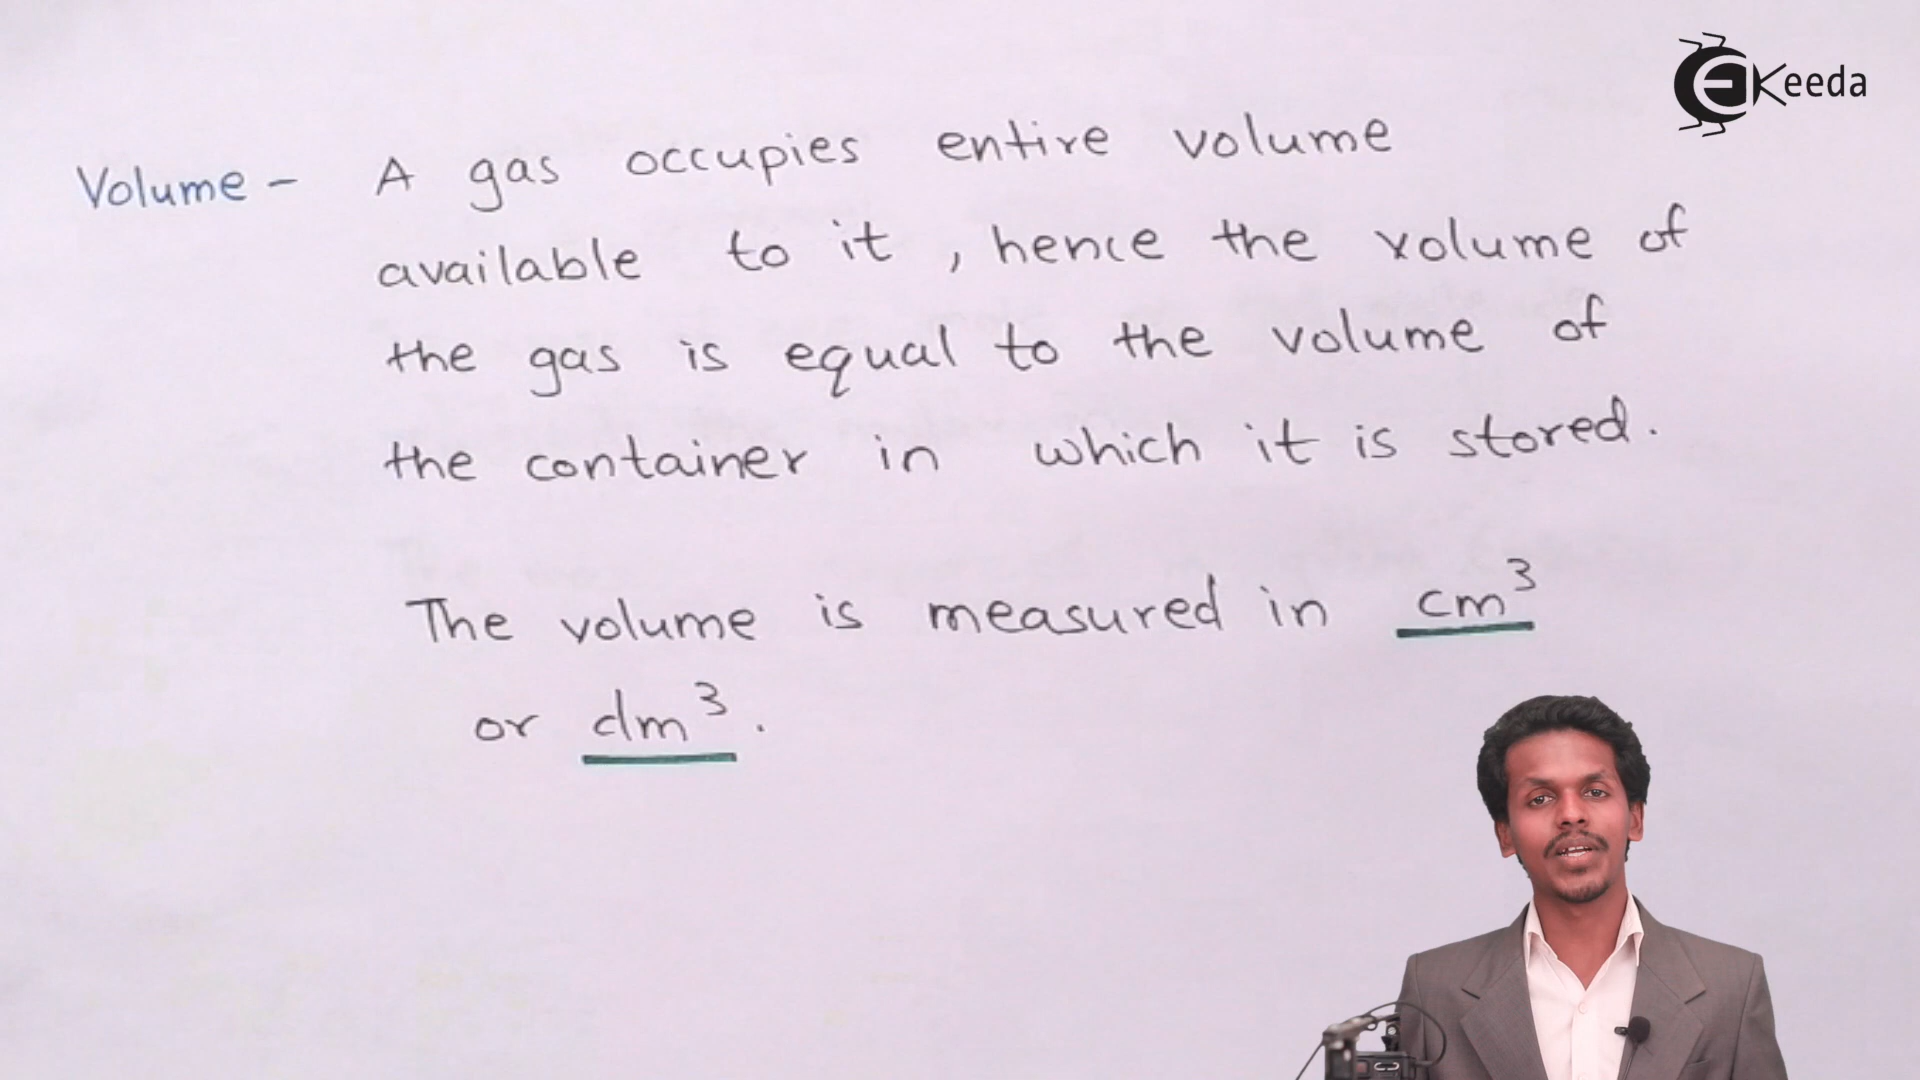 EKeeda
Volume - A gas occupies entire volume
available to it , hence the volume of
the gas is equal to the volume of
the container in which it is stored.
The volume is measured in cm³
or dm³ .